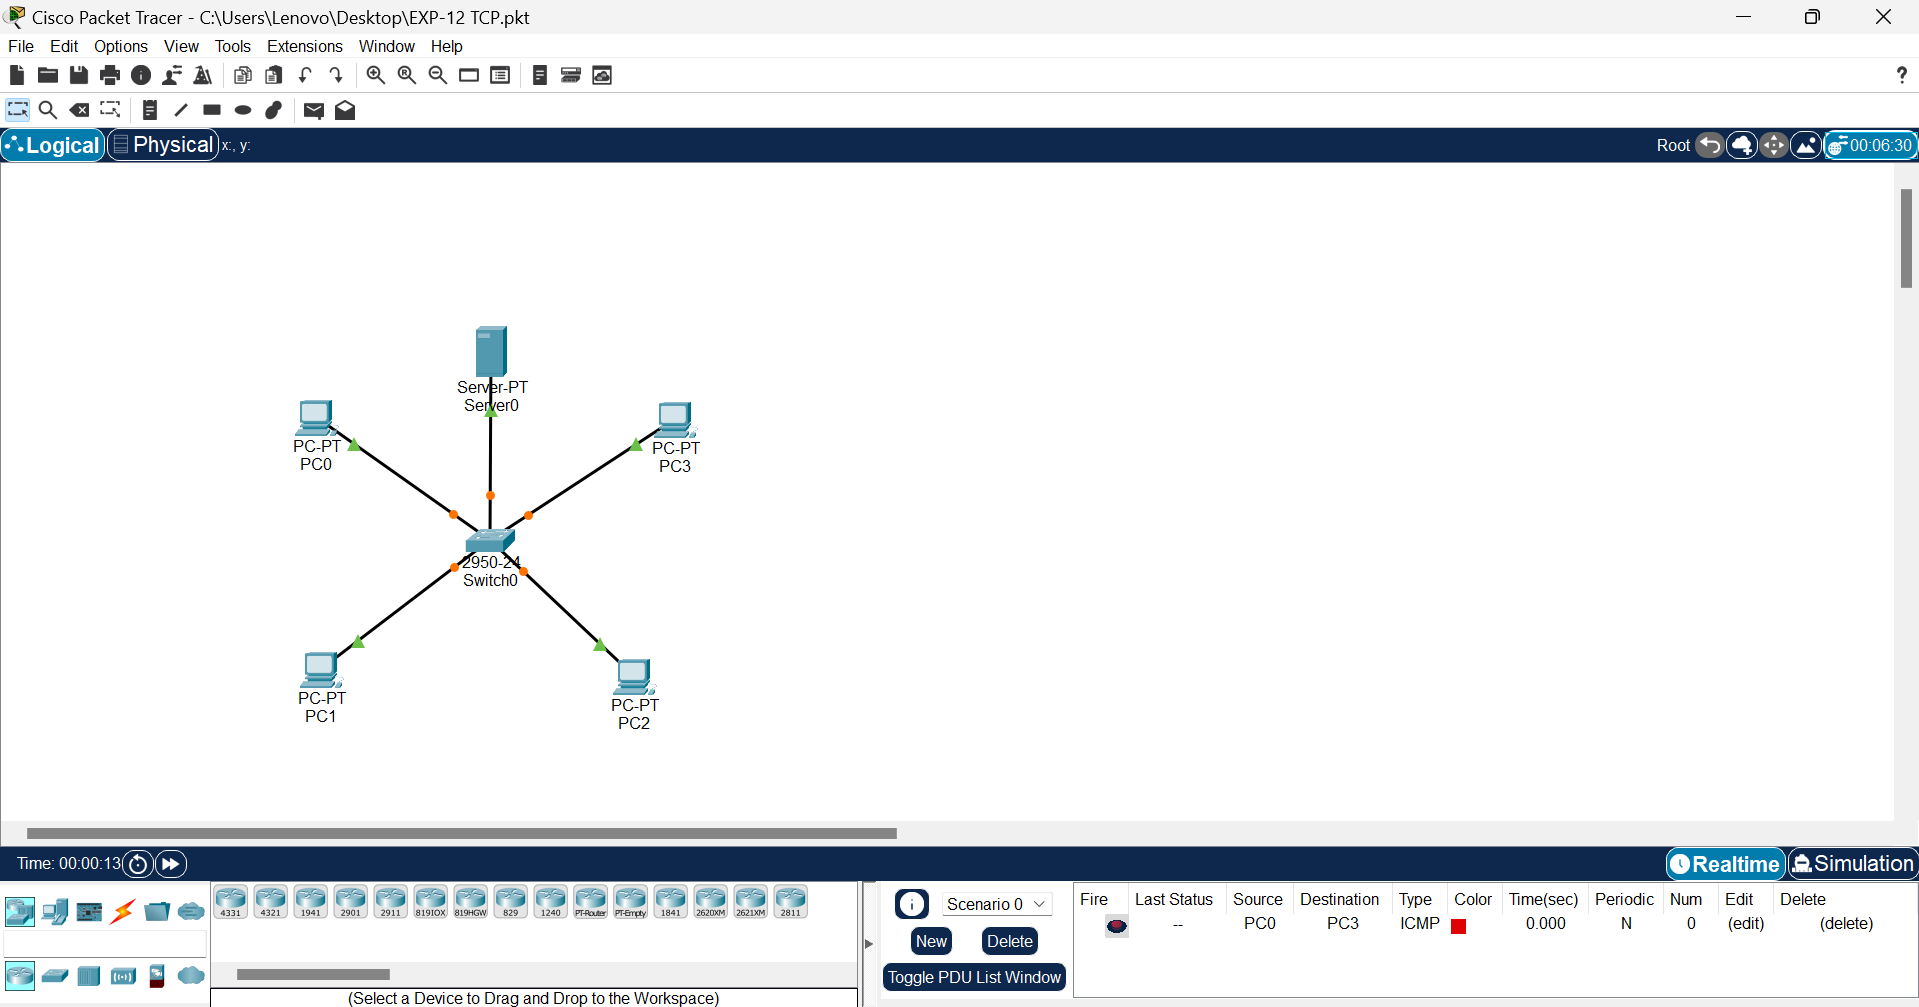 Cisco Packet Tracer - C:\Users\Lenovo\Desktop\EXP-12 TCP.pkt
File Edit Options View Tools Extensions Window Help
?
Logical Physical x:, y: Root 00:06:30
Server-PT
Server0
PC-PT
PC0
PC-PT
PC3
2950-24
Switch0
PC-PT
PC1
PC-PT
PC2
Time: 00:00:13 Realtime Simulation
4331 4321 1941 2901 2911 819IOX 819HGW 829 1240 PT-Router PT-Empty 1841 2620XM 2621XM 2811
(Select a Device to Drag and Drop to the Workspace)
Scenario 0
New Delete
Toggle PDU List Window
Fire Last Status Source Destination Type Color Time(sec) Periodic Num Edit Delete
-- PC0 PC3 ICMP 0.000 N 0 (edit) (delete)